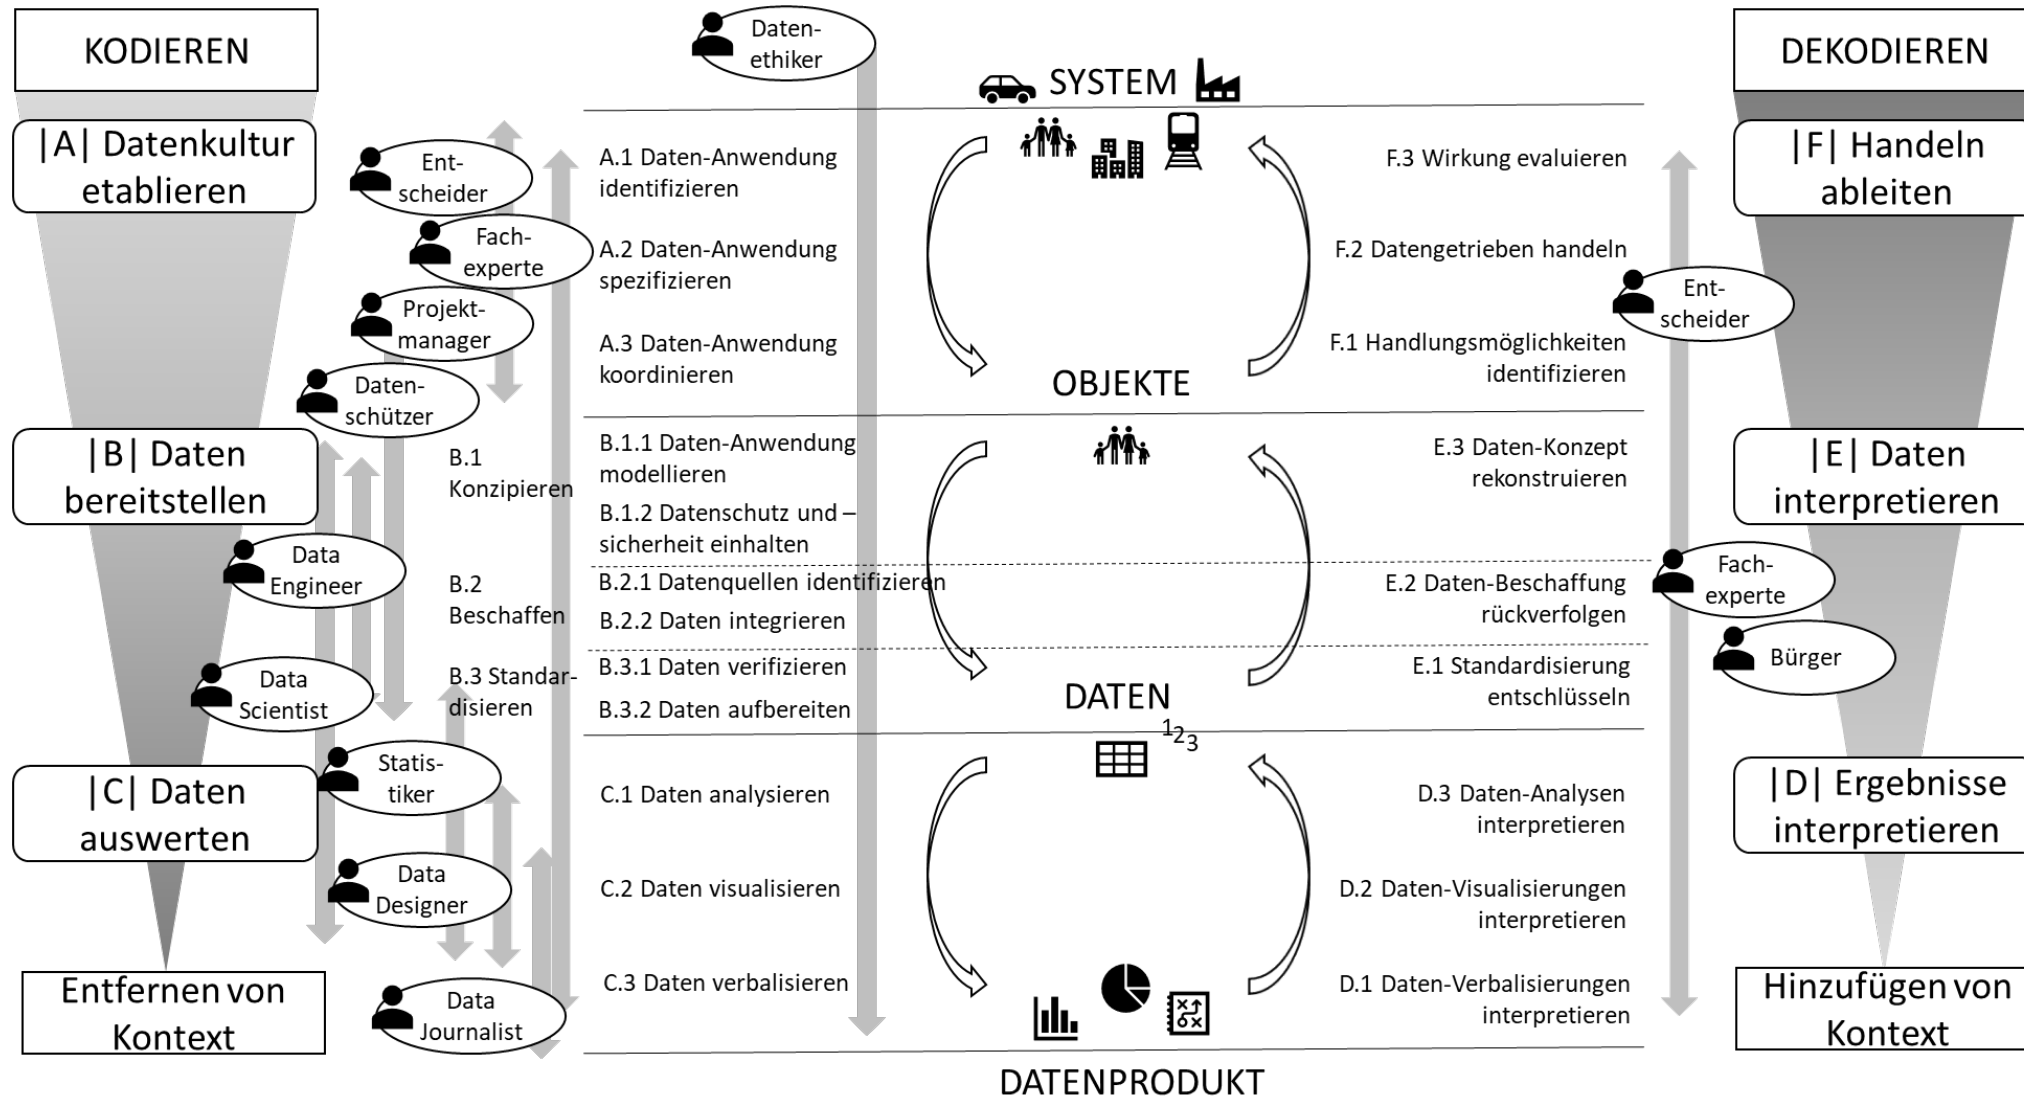 KODIEREN
|A| Datenkultur
etablieren
|B| Daten
bereitstellen
|C| Daten
auswerten
Entfernen von
Kontext
Daten-
ethiker
Ent-
scheider
Fach-
experte
Projekt-
manager
Daten-
schützer
Data
Engineer
Data
Scientist
Statis-
tiker
Data
Designer
Data
Journalist
B.1
Konzipieren
B.2
Beschaffen
B.3 Standar-
disieren
A.1 Daten-Anwendung
identifizieren
A.2 Daten-Anwendung
spezifizieren
A.3 Daten-Anwendung
koordinieren
B.1.1 Daten-Anwendung
modellieren
B.1.2 Datenschutz und –
sicherheit einhalten
B.2.1 Datenquellen identifizieren
B.2.2 Daten integrieren
B.3.1 Daten verifizieren
B.3.2 Daten aufbereiten
C.1 Daten analysieren
C.2 Daten visualisieren
C.3 Daten verbalisieren
SYSTEM
OBJEKTE
DATEN
123
DATENPRODUKT
F.3 Wirkung evaluieren
F.2 Datengetrieben handeln
F.1 Handlungsmöglichkeiten
identifizieren
E.3 Daten-Konzept
rekonstruieren
E.2 Daten-Beschaffung
rückverfolgen
E.1 Standardisierung
entschlüsseln
D.3 Daten-Analysen
interpretieren
D.2 Daten-Visualisierungen
interpretieren
D.1 Daten-Verbalisierungen
interpretieren
Ent-
scheider
Fach-
experte
Bürger
DEKODIEREN
|F| Handeln
ableiten
|E| Daten
interpretieren
|D| Ergebnisse
interpretieren
Hinzufügen von
Kontext